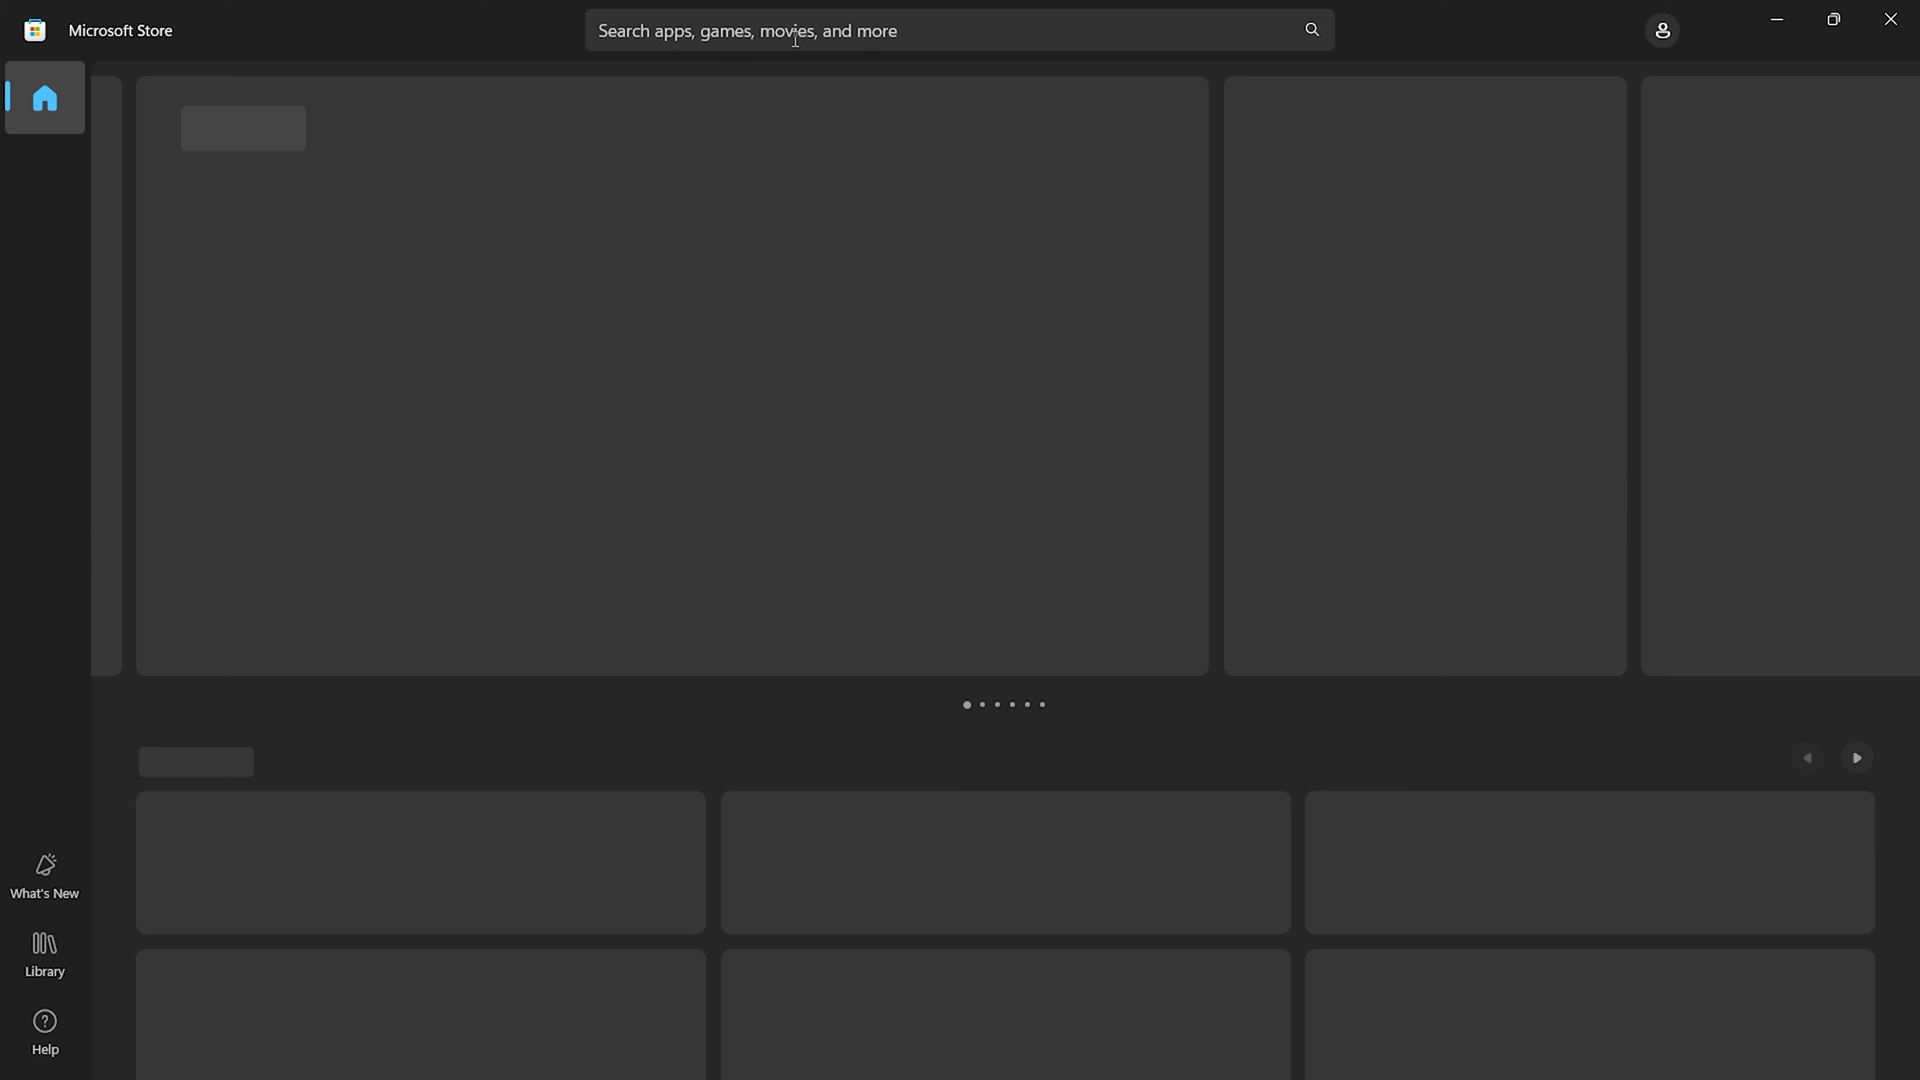 Microsoft Store
Search apps, games, movies, and more
What's New
Library
Help